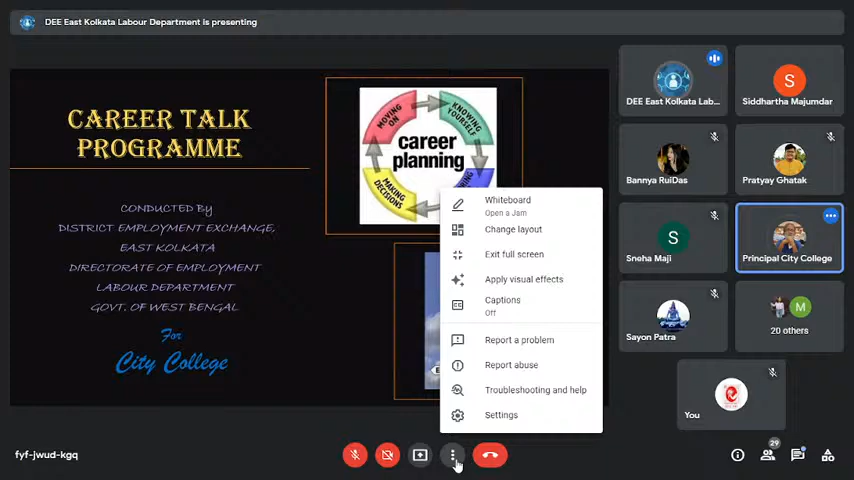 DEE East Kolkata Labour Department is presenting
CAREER TALK
PROGRAMME
CONDUCTED By
DISTRICT EMPLOYMENT EXCHANGE,
EAST KOLKATA
DIRECTORATE OF EMPLOYMENT
LABOUR DEPARTMENT
GOVT. OF WEST BENGAL
For
City College
MOVING ON
KNOWING YOURSELF
career
planning
MAKING DECISIONS
Whiteboard
Open a Jam
Change layout
Exit full screen
Apply visual effects
Captions
Off
Report a problem
Report abuse
Troubleshooting and help
Settings
DEE East Kolkata Lab...
S
Siddhartha Majumdar
Bannya RuiDas
Pratyay Ghatak
S
Sneha Maji
Principal City College
Sayon Patra
M
20 others
You
fyf-jwud-kgq
29